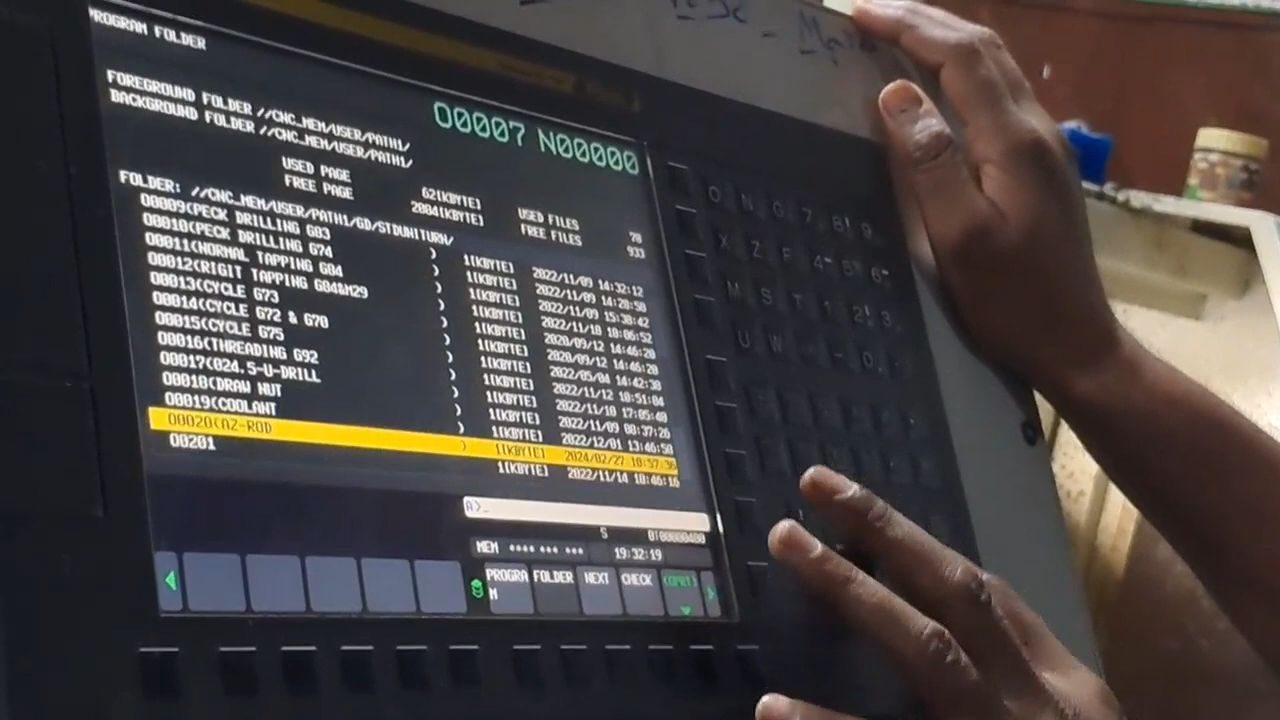 PROGRAM FOLDER
O0007 N00000
FOREGROUND FOLDER //CNC_MEM/USER/PATH1/
BACKGROUND FOLDER //CNC_MEM/USER/PATH1/
USED PAGE 62[KBYTE] USED FILES 78
FREE PAGE 2004[KBYTE] FREE FILES 933
FOLDER: //CNC_MEM/USER/PATH1/GD/STDUNITURN/
O0009(PECK DRILLING G83 ) 1[KBYTE] 2022/11/09 14:32:12
O0010(PECK DRILLING G74 ) 1[KBYTE] 2022/11/09 14:28:50
O0011(NORMAL TAPPING G84 ) 1[KBYTE] 2022/11/09 15:38:42
O0012(RIGIT TAPPING G84&M29 ) 1[KBYTE] 2022/11/10 10:06:52
O0013(CYCLE G73 ) 1[KBYTE] 2020/09/12 14:46:20
O0014(CYCLE G72 & G70 ) 1[KBYTE] 2020/09/12 14:46:20
O0015(CYCLE G75 ) 1[KBYTE] 2022/05/04 14:42:30
O0016(THREADING G92 ) 1[KBYTE] 2022/11/12 10:51:04
O0017(O24.5-U-DRILL ) 1[KBYTE] 2022/11/10 17:05:40
O0018(DRAW NUT ) 1[KBYTE] 2022/11/09 08:37:26
O0019(COOLANT ) 1[KBYTE] 2022/12/01 13:46:50
O0020(AZ-ROD ) 1[KBYTE] 2024/02/27 10:57:36
O0201 1[KBYTE] 2022/11/14 10:46:16
A>_
S 0T00000400
MEM **** *** *** 19:32:19
PROGRAM FOLDER NEXT CHECK (OPRT)
O N G 7 8 9
X Z F 4 5 6
M S T 1 2 3
U W - 0 .